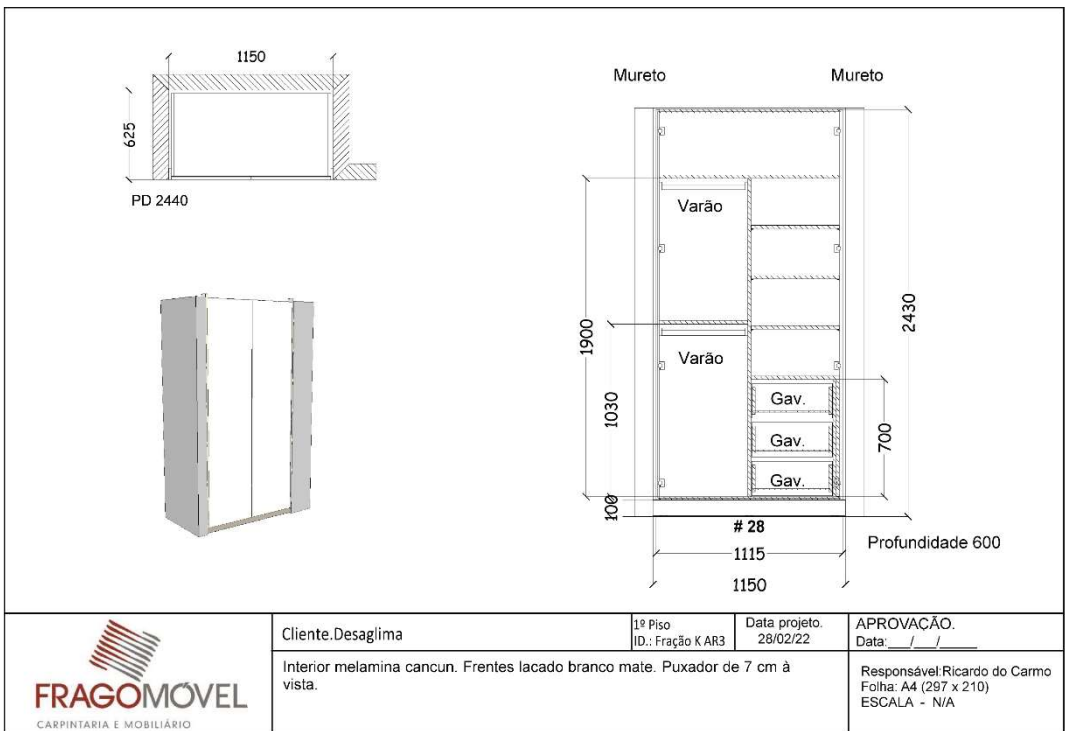 1150
625
PD 2440
Mureto
Mureto
Varão
Varão
Gav.
Gav.
Gav.
1900
1030
100
700
2430
# 28
1115
1150
Profundidade 600
FRAGOMÓVEL
CARPINTARIA E MOBILIÁRIO
Cliente.Desaglima
1º Piso
ID.: Fração K AR3
Data projeto.
28/02/22
APROVAÇÃO.
Data:___/___/_____
Interior melamina cancun. Frentes lacado branco mate. Puxador de 7 cm à
vista.
Responsável:Ricardo do Carmo
Folha: A4 (297 x 210)
ESCALA - N/A